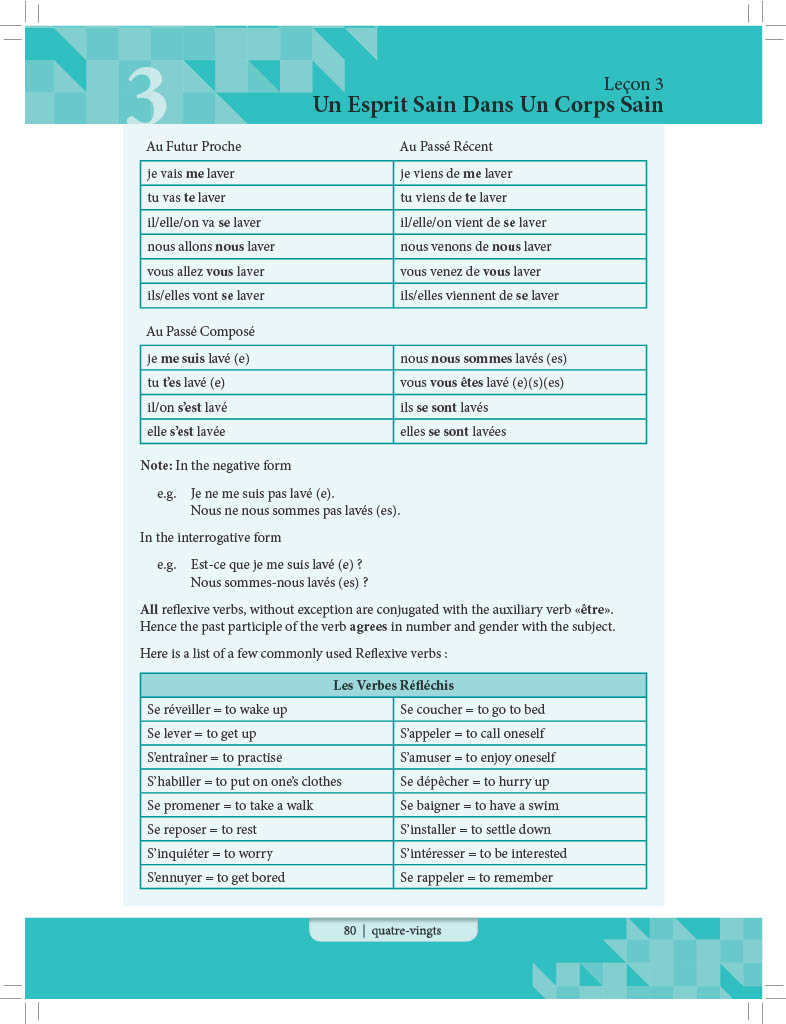 3
Leçon 3
Un Esprit Sain Dans Un Corps Sain
Au Futur Proche Au Passé Récent
je vais me laver je viens de me laver
tu vas te laver tu viens de te laver
il/elle/on va se laver il/elle/on vient de se laver
nous allons nous laver nous venons de nous laver
vous allez vous laver vous venez de vous laver
ils/elles vont se laver ils/elles viennent de se laver
Au Passé Composé
je me suis lavé (e) nous nous sommes lavés (es)
tu t'es lavé (e) vous vous êtes lavé (e)(s)(es)
il/on s'est lavé ils se sont lavés
elle s'est lavée elles se sont lavées
Note: In the negative form
e.g. Je ne me suis pas lavé (e).
Nous ne nous sommes pas lavés (es).
In the interrogative form
e.g. Est-ce que je me suis lavé (e) ?
Nous sommes-nous lavés (es) ?
All reflexive verbs, without exception are conjugated with the auxiliary verb «être».
Hence the past participle of the verb agrees in number and gender with the subject.
Here is a list of a few commonly used Reflexive verbs :
Les Verbes Réfléchis
Se réveiller = to wake up Se coucher = to go to bed
Se lever = to get up S'appeler = to call oneself
S'entraîner = to practise S'amuser = to enjoy oneself
S'habiller = to put on one's clothes Se dépêcher = to hurry up
Se promener = to take a walk Se baigner = to have a swim
Se reposer = to rest S'installer = to settle down
S'inquiéter = to worry S'intéresser = to be interested
S'ennuyer = to get bored Se rappeler = to remember
80 | quatre-vingts